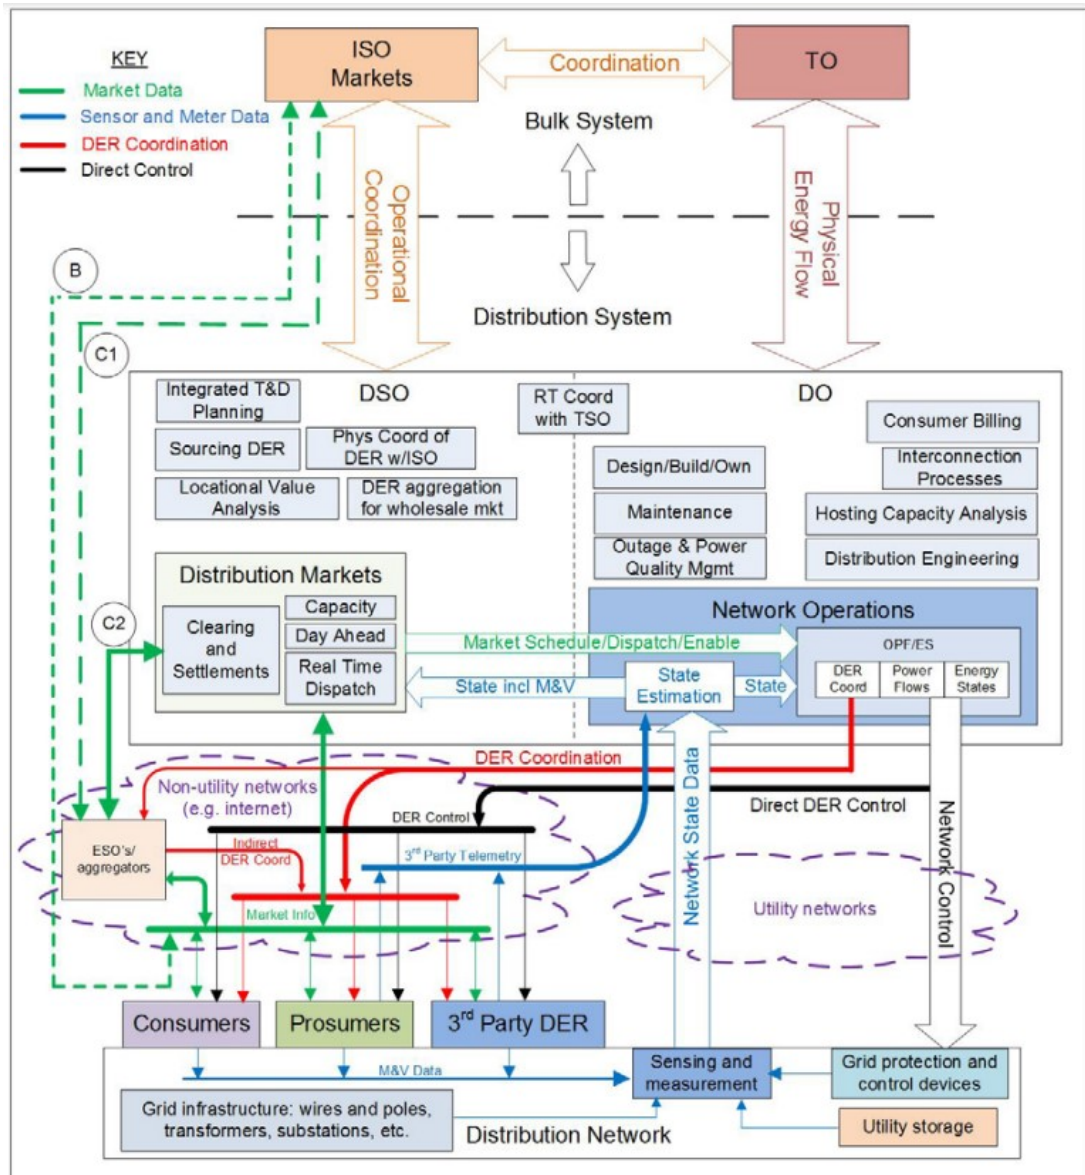 KEY
Market Data
Sensor and Meter Data
DER Coordination
Direct Control
ISO
Markets
Coordination
TO
Bulk System
Operational
Coordination
Physical
Energy Flow
Distribution System
B
C1
C2
DSO
DO
Integrated T&D
Planning
Sourcing DER
Phys Coord of
DER w/ISO
Locational Value
Analysis
DER aggregation
for wholesale mkt
RT Coord
with TSO
Consumer Billing
Design/Build/Own
Interconnection
Processes
Maintenance
Hosting Capacity Analysis
Outage & Power
Quality Mgmt
Distribution Engineering
Distribution Markets
Clearing
and
Settlements
Capacity
Day Ahead
Real Time
Dispatch
Market Schedule/Dispatch/Enable
State incl M&V
Network Operations
State
Estimation
State
OPF/ES
DER
Coord
Power
Flows
Energy
States
DER Coordination
Non-utility networks
(e.g. internet)
Direct DER Control
DER Control
ESO's/
aggregators
Indirect
DER Coord
3rd Party Telemetry
Market Info
Network State Data
Utility networks
Network Control
Consumers
Prosumers
3rd Party DER
M&V Data
Sensing and
measurement
Grid protection and
control devices
Grid infrastructure: wires and poles,
transformers, substations, etc.
Distribution Network
Utility storage